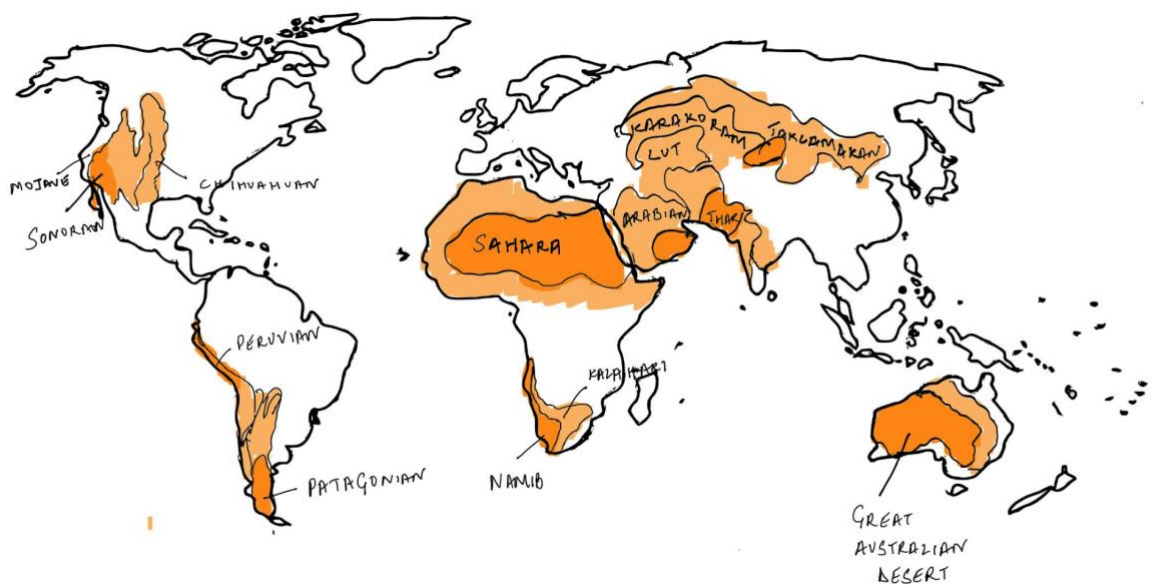 KARAKORAM
TAKLAMAKAN
LUT
MOJAVE
CHIHUAHUAN
SONORAN
ARABIAN
THAR
SAHARA
PERUVIAN
KALAHARI
PATAGONIAN
NAMIB
GREAT
AUSTRALIAN
DESERT